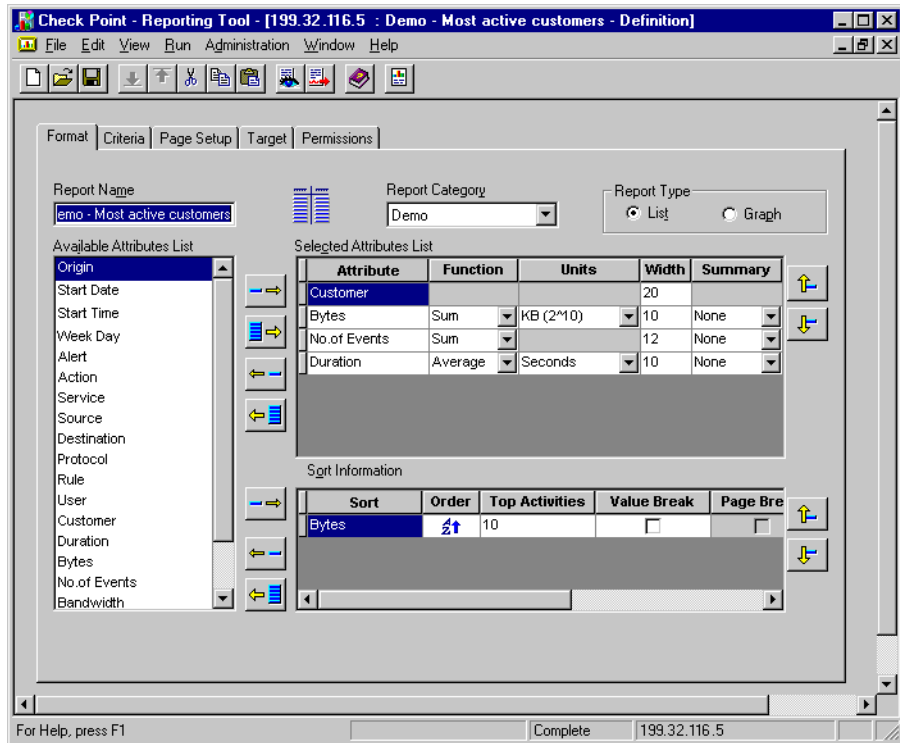 Check Point - Reporting Tool - [199.32.116.5 : Demo - Most active customers - Definition]
File Edit View Run Administration Window Help
Format Criteria Page Setup Target Permissions
Report Name
Report Category
Report Type
emo - Most active customers
Demo
List
Graph
Available Attributes List
Selected Attributes List
Origin
Start Date
Start Time
Week Day
Alert
Action
Service
Source
Destination
Protocol
Rule
User
Customer
Duration
Bytes
No.of Events
Bandwidth
Attribute Function Units Width Summary
Customer 20
Bytes Sum KB (2^10) 10 None
No.of Events Sum 12 None
Duration Average Seconds 10 None
Sort Information
Sort Order Top Activities Value Break Page Bre
Bytes AZ 10
For Help, press F1
Complete
199.32.116.5